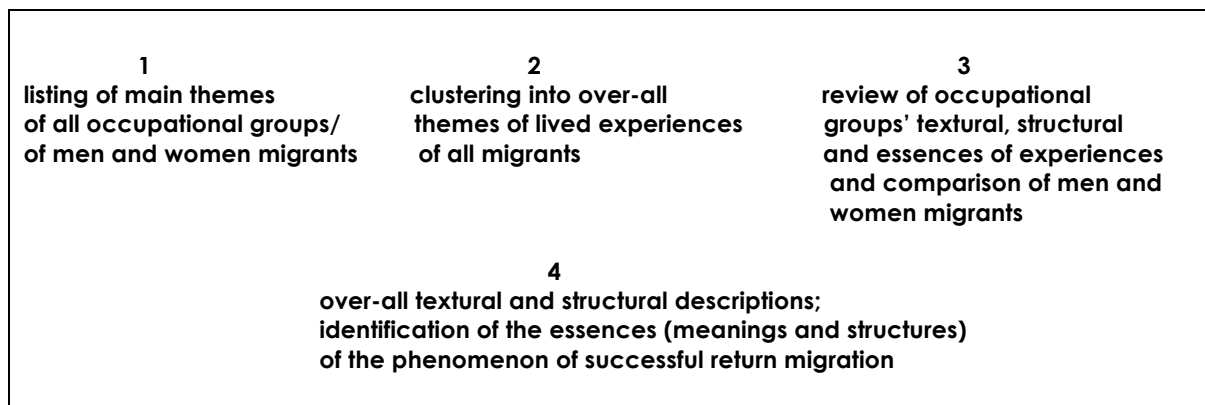 1
listing of main themes
of all occupational groups/
of men and women migrants
2
clustering into over-all
themes of lived experiences
of all migrants
3
review of occupational
groups’ textural, structural
and essences of experiences
and comparison of men and
women migrants
4
over-all textural and structural descriptions;
identification of the essences (meanings and structures)
of the phenomenon of successful return migration